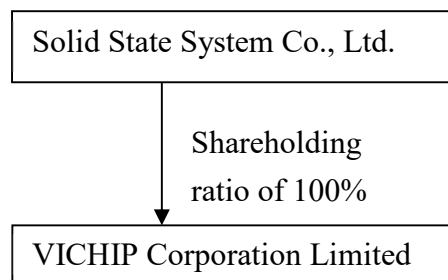 Solid State System Co., Ltd.
Shareholding
ratio of 100%
VICHIP Corporation Limited